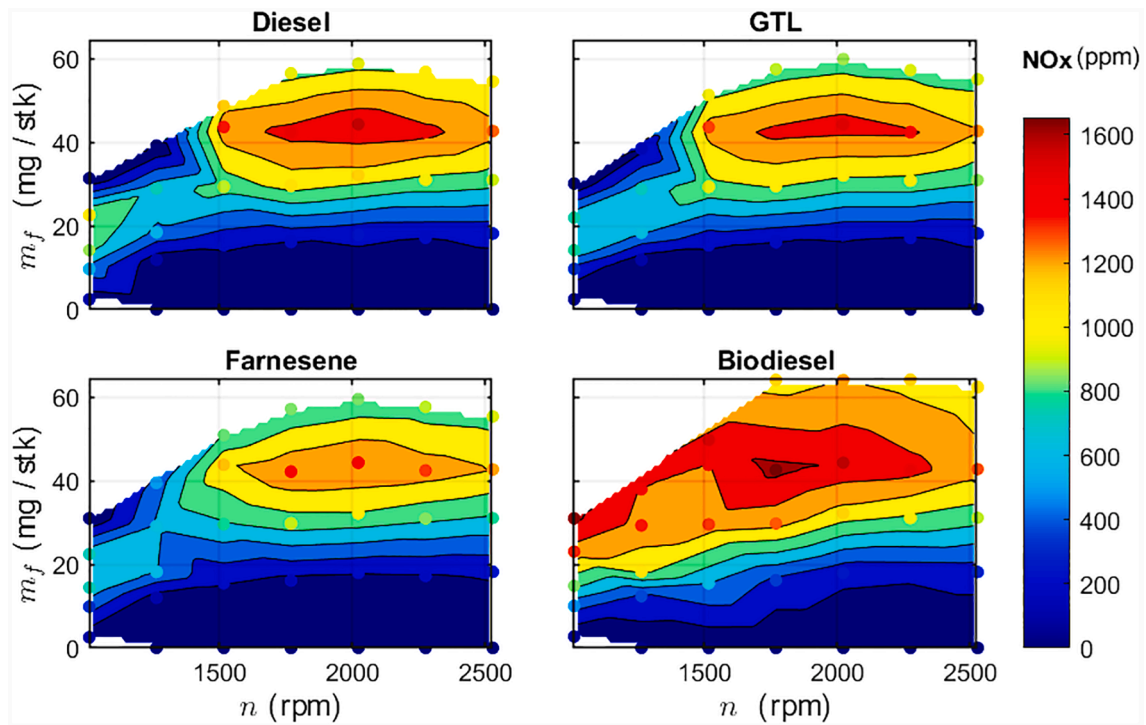 Diesel
GTL
NOx (ppm)
60
40
20
0
m_f (mg / stk)
1600
1400
1200
1000
800
600
400
200
0
Farnesene
Biodiesel
60
40
20
0
m_f (mg / stk)
1500
2000
2500
1500
2000
2500
n (rpm)
n (rpm)